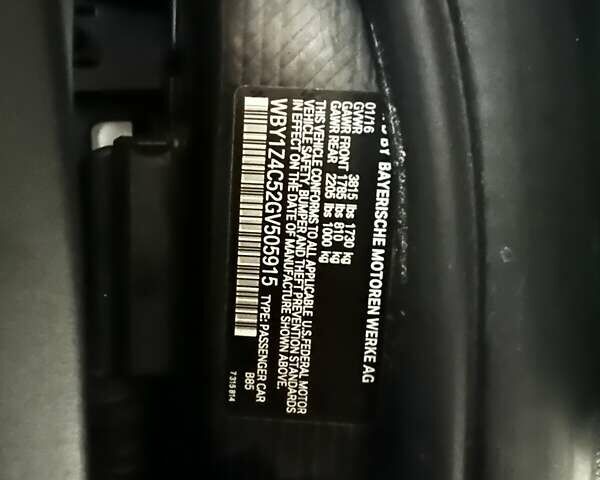 BY BAYERISCHE MOTOREN WERKE AG
01/16
GVWR 3815 lbs 1730 kg
GAWR FRONT 1785 lbs 810 kg
GAWR REAR 2205 lbs 1000 kg
THIS VEHICLE CONFORMS TO ALL APPLICABLE U.S.FEDERAL MOTOR
VEHICLE SAFETY, BUMPER AND THEFT PREVENTION STANDARDS
IN EFFECT ON THE DATE OF MANUFACTURE SHOWN ABOVE.
WBY1Z4C52GV505915 TYPE: PASSENGER CAR
B85
7 315 814